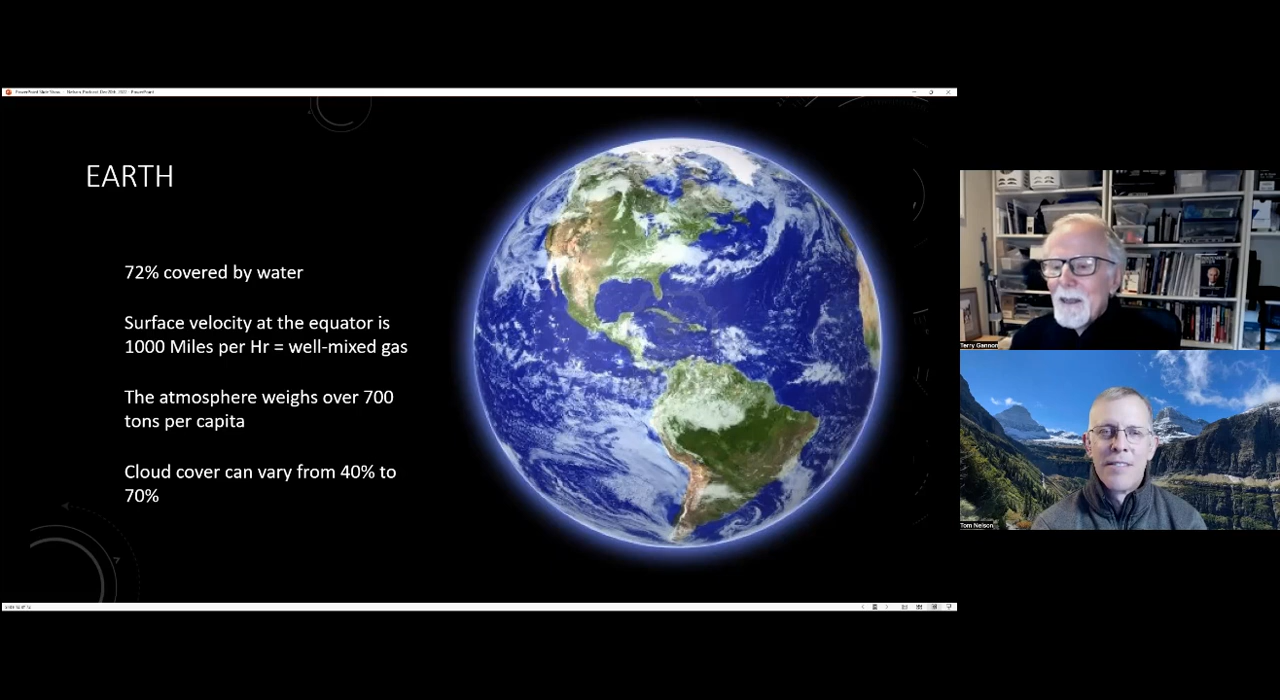 EARTH
72% covered by water
Surface velocity at the equator is
1000 Miles per Hr = well-mixed gas
The atmosphere weighs over 700
tons per capita
Cloud cover can vary from 40% to
70%
Terry Gannon
Tom Nelson